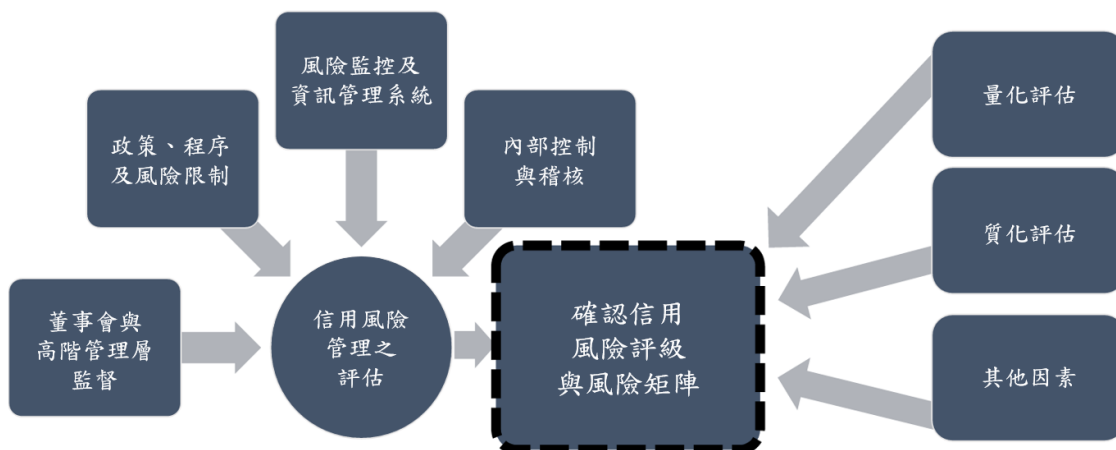 風險監控及
資訊管理系統
政策、程序
及風險限制
內部控制
與稽核
董事會與
高階管理層
監督
信用風險
管理之
評估
確認信用
風險評級
與風險矩陣
量化評估
質化評估
其他因素